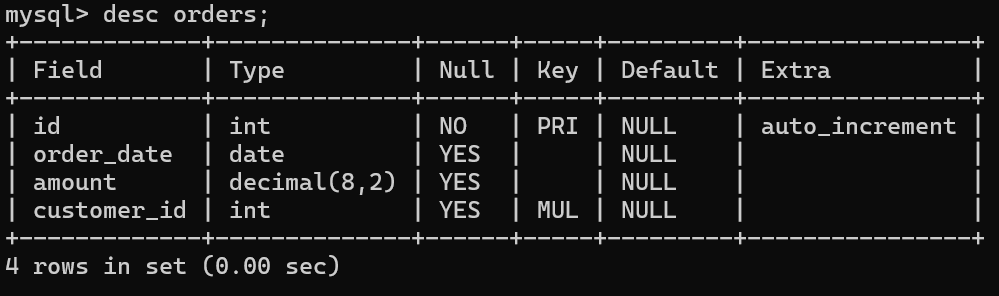 mysql> desc orders;
+-------------+--------------+------+-----+---------+----------------+
| Field       | Type         | Null | Key | Default | Extra          |
+-------------+--------------+------+-----+---------+----------------+
| id          | int          | NO   | PRI | NULL    | auto_increment |
| order_date  | date         | YES  |     | NULL    |                |
| amount      | decimal(8,2) | YES  |     | NULL    |                |
| customer_id | int          | YES  | MUL | NULL    |                |
+-------------+--------------+------+-----+---------+----------------+
4 rows in set (0.00 sec)